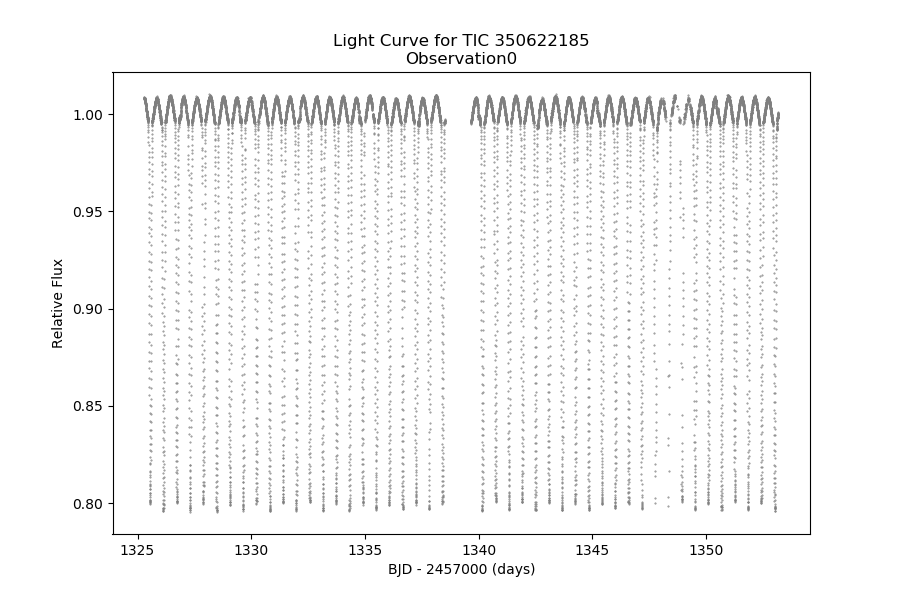 Light Curve for TIC 350622185
Observation0
1.00
0.95
0.90
0.85
0.80
Relative Flux
1325 1330 1335 1340 1345 1350
BJD - 2457000 (days)